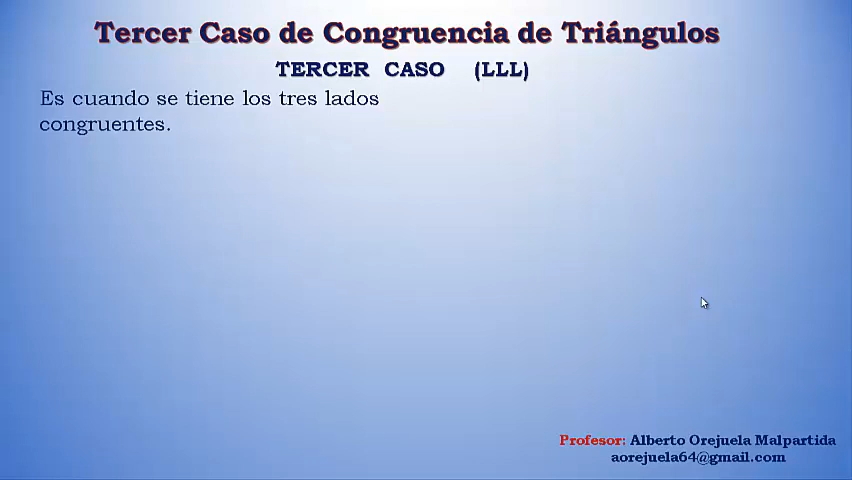 Tercer Caso de Congruencia de Triángulos
TERCER CASO (LLL)
Es cuando se tiene los tres lados
congruentes.
Profesor: Alberto Orejuela Malpartida
aorejuela64@gmail.com